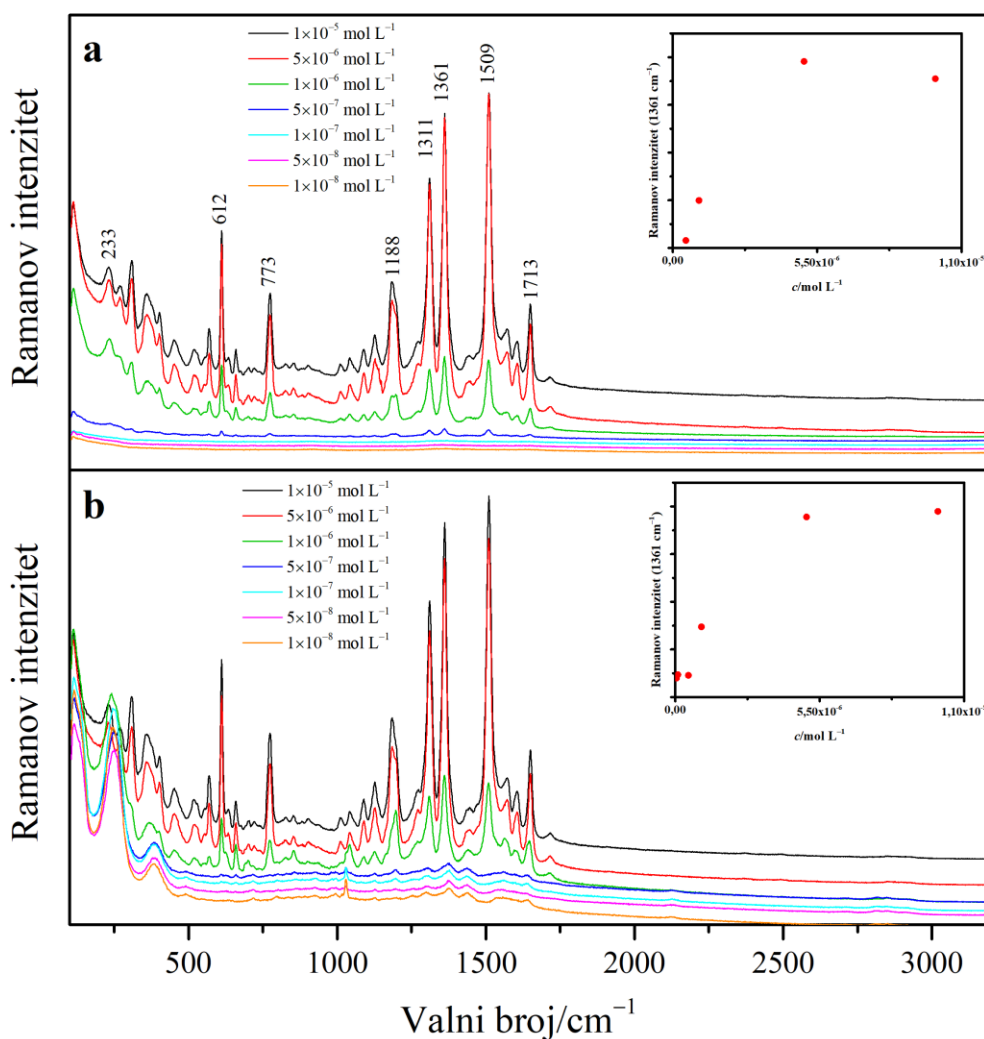 a
1×10⁻⁵ mol L⁻¹
5×10⁻⁶ mol L⁻¹
1×10⁻⁶ mol L⁻¹
5×10⁻⁷ mol L⁻¹
1×10⁻⁷ mol L⁻¹
5×10⁻⁸ mol L⁻¹
1×10⁻⁸ mol L⁻¹
233
612
773
1188
1311
1361
1509
1713
Ramanov intenzitet
Ramanov intenzitet (1361 cm⁻¹)
0,00 5,50x10⁻⁶ 1,10x10⁻⁵
c/mol L⁻¹
b
1×10⁻⁵ mol L⁻¹
5×10⁻⁶ mol L⁻¹
1×10⁻⁶ mol L⁻¹
5×10⁻⁷ mol L⁻¹
1×10⁻⁷ mol L⁻¹
5×10⁻⁸ mol L⁻¹
1×10⁻⁸ mol L⁻¹
Ramanov intenzitet
Ramanov intenzitet (1361 cm⁻¹)
0,00 5,50x10⁻⁶ 1,10x10⁻⁵
c/mol L⁻¹
500 1000 1500 2000 2500 3000
Valni broj/cm⁻¹